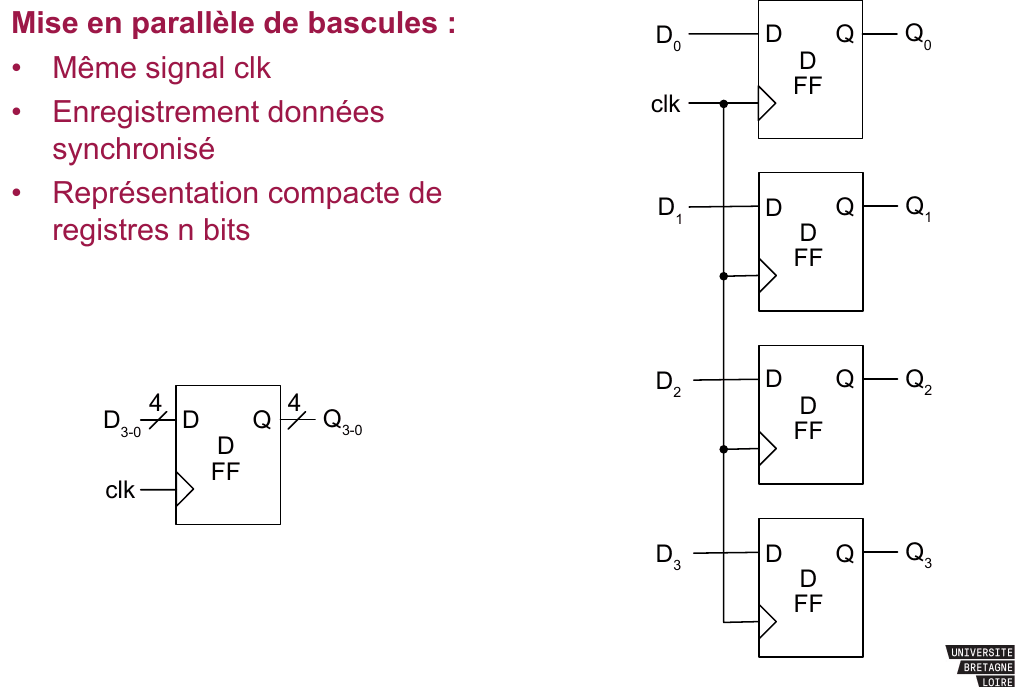 Mise en parallèle de bascules :
• Même signal clk
• Enregistrement données
synchronisé
• Représentation compacte de
registres n bits
D3-0 4 D Q 4 Q3-0
D
FF
clk
D0 D Q Q0
D
FF
clk
D1 D Q Q1
D
FF
D2 D Q Q2
D
FF
D3 D Q Q3
D
FF
UNIVERSITE
BRETAGNE
LOIRE